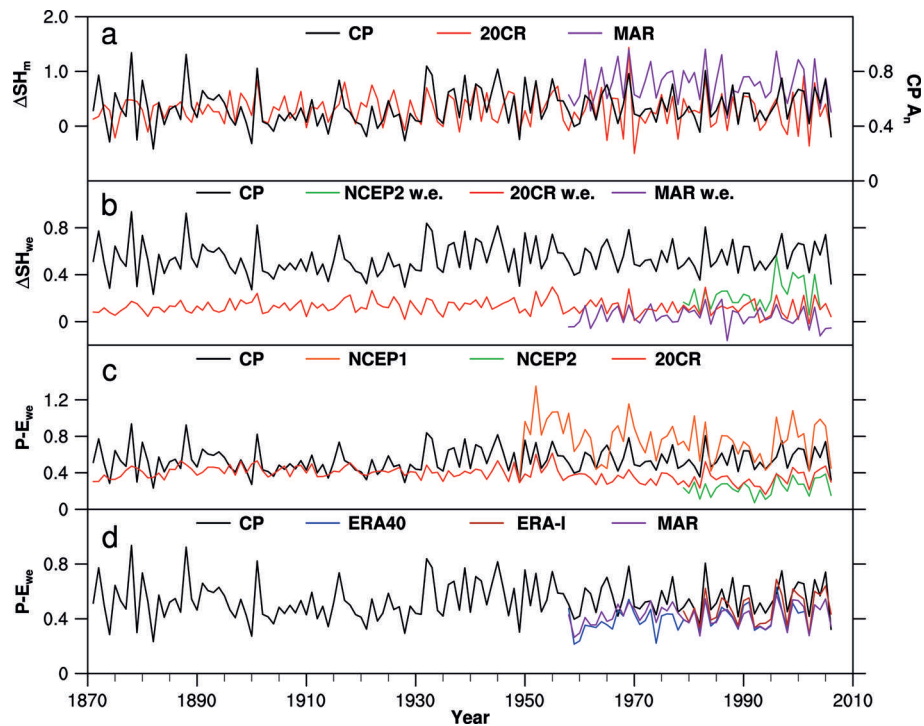 a
CP 20CR MAR
2.0
1.0
0
ΔSHm
0.8
0.4
0
CP An
b
CP NCEP2 w.e. 20CR w.e. MAR w.e.
0.8
0.4
0
ΔSHwe
c
CP NCEP1 NCEP2 20CR
1.2
0.8
0.4
0
P-Ewe
d
CP ERA40 ERA-I MAR
0.8
0.4
0
P-Ewe
1870 1890 1910 1930 1950 1970 1990 2010
Year